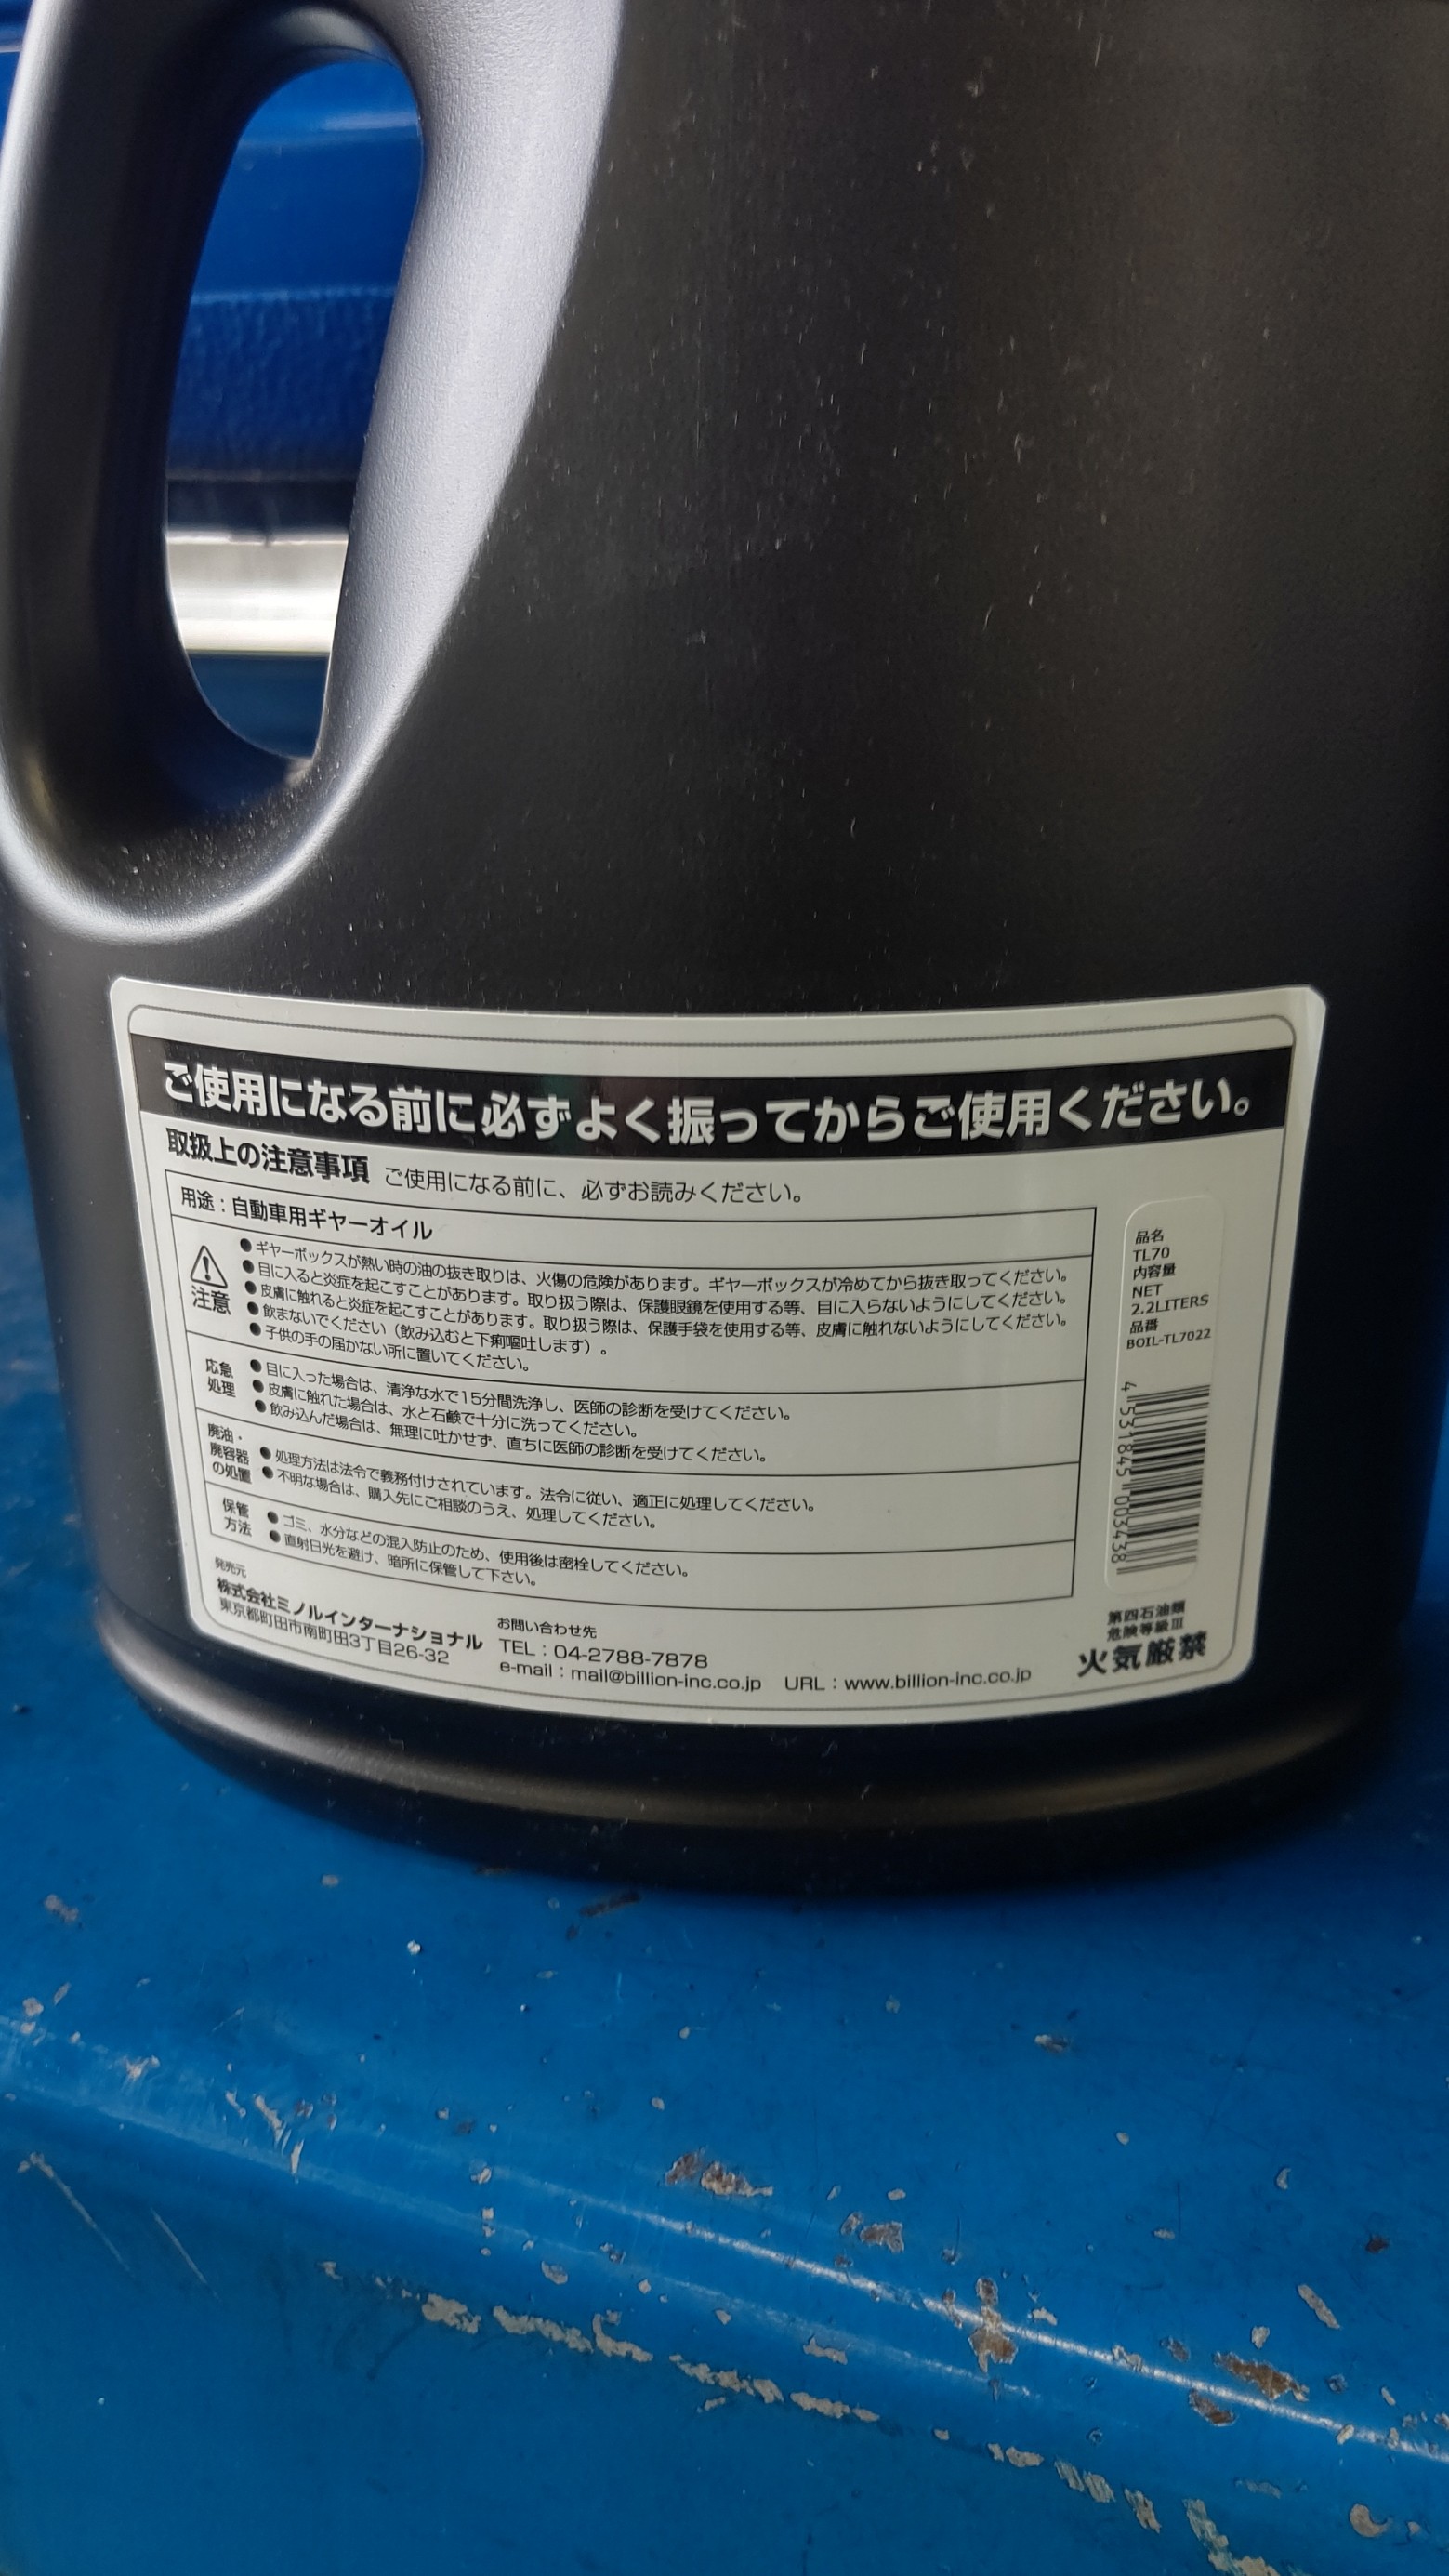 ご使用になる前に必ずよく振ってからご使用ください。
取扱上の注意事項 ご使用になる前に、必ずお読みください。
用途：自動車用ギヤーオイル
注意
●ギヤーボックスが熱い時の油の抜き取りは、火傷の危険があります。ギヤーボックスが冷めてから抜き取ってください。
●目に入ると炎症を起こすことがあります。取り扱う際は、保護眼鏡を使用する等、目に入らないようにしてください。
●皮膚に触れると炎症を起こすことがあります。取り扱う際は、保護手袋を使用する等、皮膚に触れないようにしてください。
●飲まないでください（飲み込むと下痢嘔吐します）。
●子供の手の届かない所に置いてください。
応急
処理
●目に入った場合は、清浄な水で15分間洗浄し、医師の診断を受けてください。
●皮膚に触れた場合は、水と石鹸で十分に洗ってください。
●飲み込んだ場合は、無理に吐かせず、直ちに医師の診断を受けてください。
廃油・
廃容器
の処置
●処理方法は法令で義務付けされています。法令に従い、適正に処理してください。
●不明な場合は、購入先にご相談のうえ、処理してください。
保管
方法
●ゴミ、水分などの混入防止のため、使用後は密栓してください。
●直射日光を避け、暗所に保管して下さい。
発売元
株式会社ミノルインターナショナル
東京都町田市南町田3丁目26-32
お問い合わせ先
TEL：04-2788-7878
e-mail：mail@billion-inc.co.jp URL：www.billion-inc.co.jp
品名
TL70
内容量
NET
2.2LITERS
品番
BOIL-TL7022
4 531845 003438
第四石油類
危険等級Ⅲ
火気厳禁